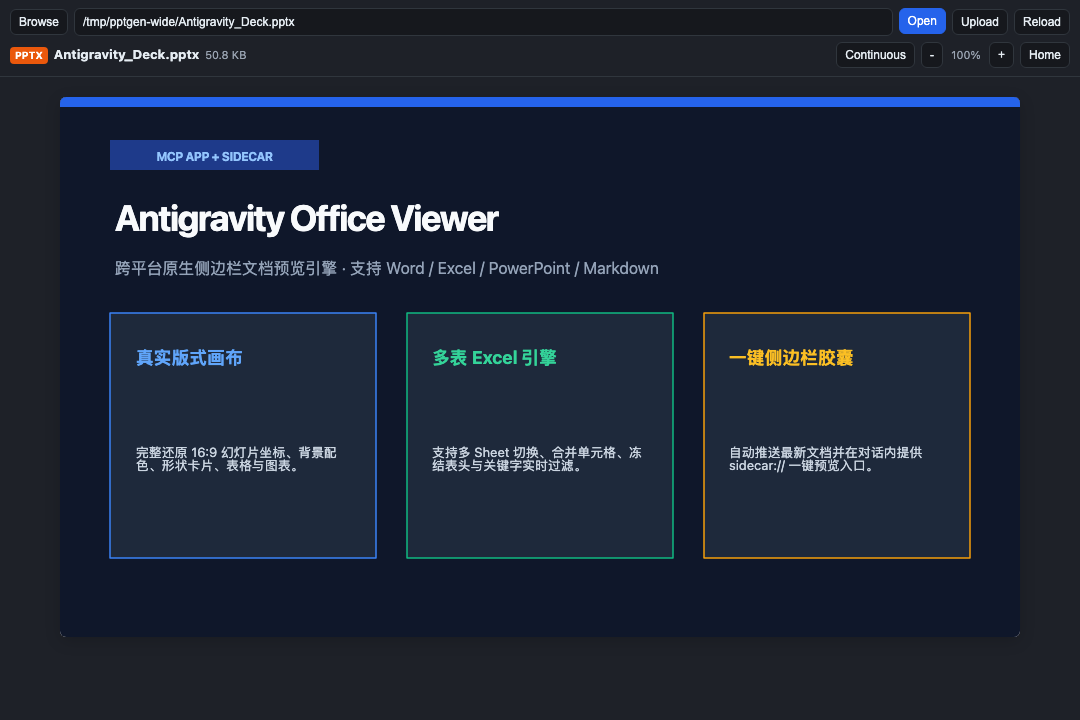 Browse /tmp/pptgen-wide/Antigravity_Deck.pptx Open Upload Reload
PPTX Antigravity_Deck.pptx 50.8 KB Continuous - 100% + Home
MCP APP + SIDECAR
Antigravity Office Viewer
跨平台原生侧边栏文档预览引擎 · 支持 Word / Excel / PowerPoint / Markdown
真实版式画布
完整还原 16:9 幻灯片坐标、背景配
色、形状卡片、表格与图表。
多表 Excel 引擎
支持多 Sheet 切换、合并单元格、冻
结表头与关键字实时过滤。
一键侧边栏胶囊
自动推送最新文档并在对话内提供
sidecar:// 一键预览入口。